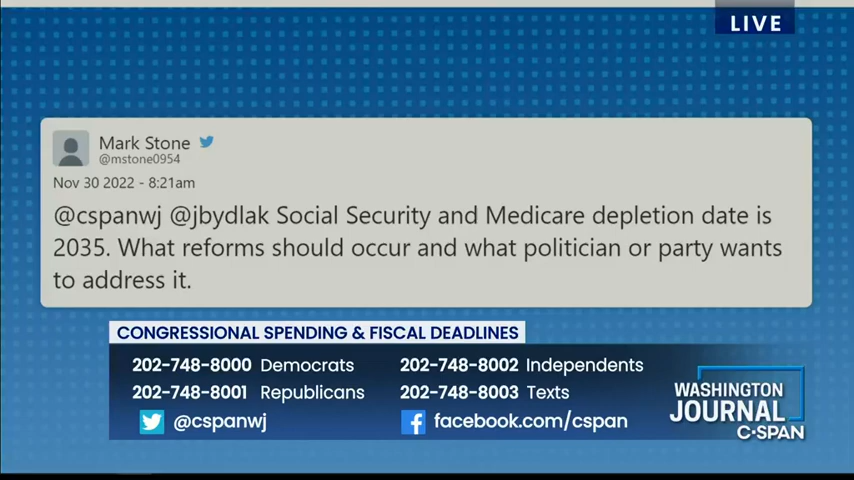 LIVE
Mark Stone
@mstone0954
Nov 30 2022 - 8:21am
@cspanwj @jbydlak Social Security and Medicare depletion date is
2035. What reforms should occur and what politician or party wants
to address it.
CONGRESSIONAL SPENDING & FISCAL DEADLINES
202-748-8000 Democrats
202-748-8002 Independents
202-748-8001 Republicans
202-748-8003 Texts
@cspanwj
facebook.com/cspan
WASHINGTON
JOURNAL
C-SPAN